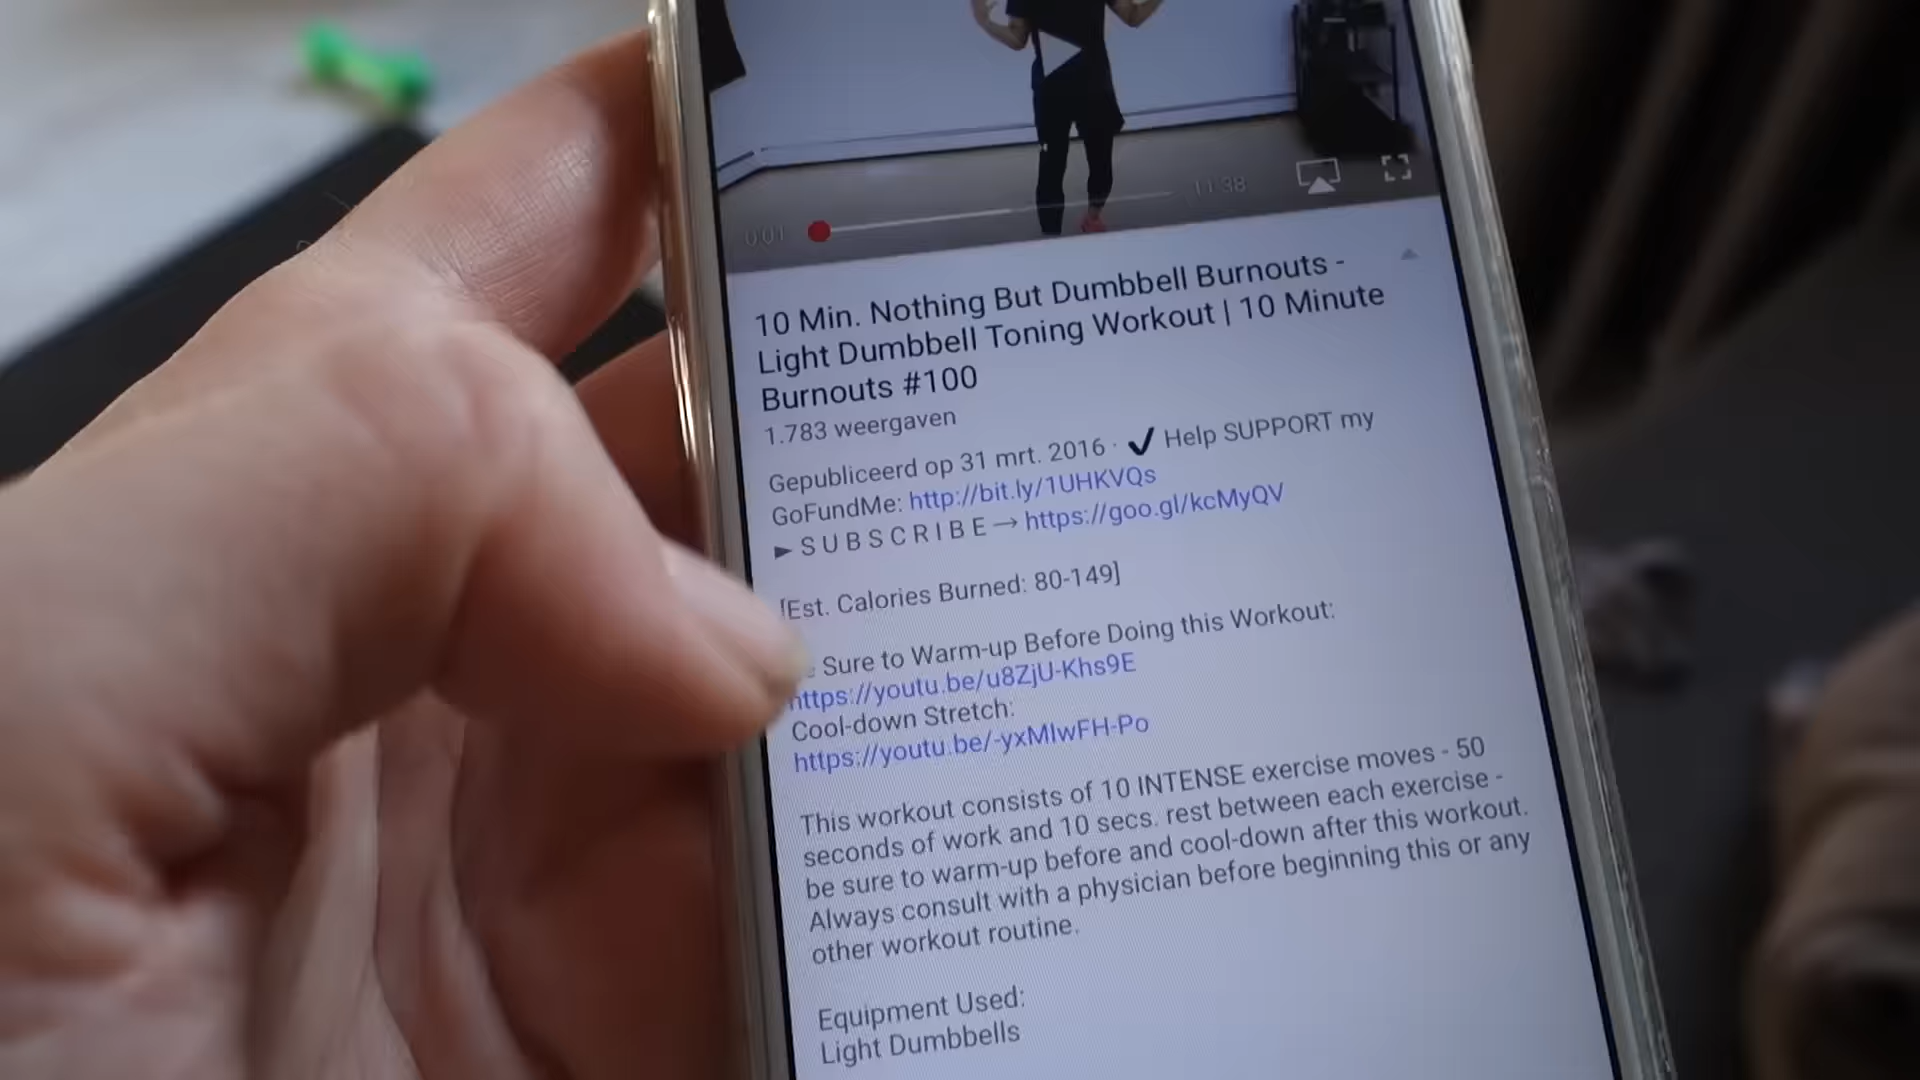 0:01
11:38
10 Min. Nothing But Dumbbell Burnouts -
Light Dumbbell Toning Workout | 10 Minute
Burnouts #100
1.783 weergaven
Gepubliceerd op 31 mrt. 2016 · ✔ Help SUPPORT my
GoFundMe: http://bit.ly/1UHKVQs
► S U B S C R I B E → https://goo.gl/kcMyQV
[Est. Calories Burned: 80-149]
Sure to Warm-up Before Doing this Workout:
https://youtu.be/u8ZjU-Khs9E
Cool-down Stretch:
https://youtu.be/-yxMlwFH-Po
This workout consists of 10 INTENSE exercise moves - 50
seconds of work and 10 secs. rest between each exercise -
be sure to warm-up before and cool-down after this workout.
Always consult with a physician before beginning this or any
other workout routine.
Equipment Used:
Light Dumbbells